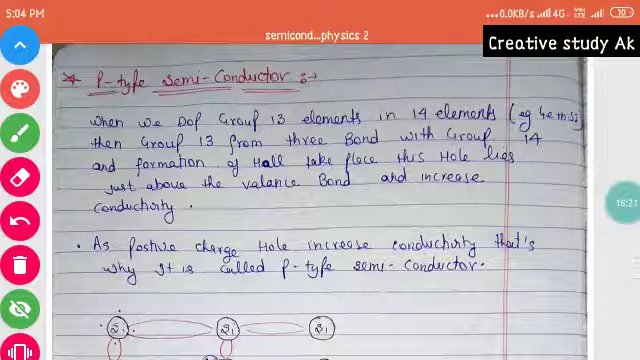 5:04 PM
...0.0KB/s 4G VoI LTE 10
semicond...physics 2
Creative study Ak
* P-type semi-Conductor :-
when we Dop Group 13 elements in 14 elements (eg
then Group 13 from three Bond with Group 14
and formation of Hall take place this Hole lies
just above the valance Bond and increase
Conductivity.
16:21
• As postive charge Hole increase conductivity that's
why It is called P-type semi-Conductor.
Si Si Si